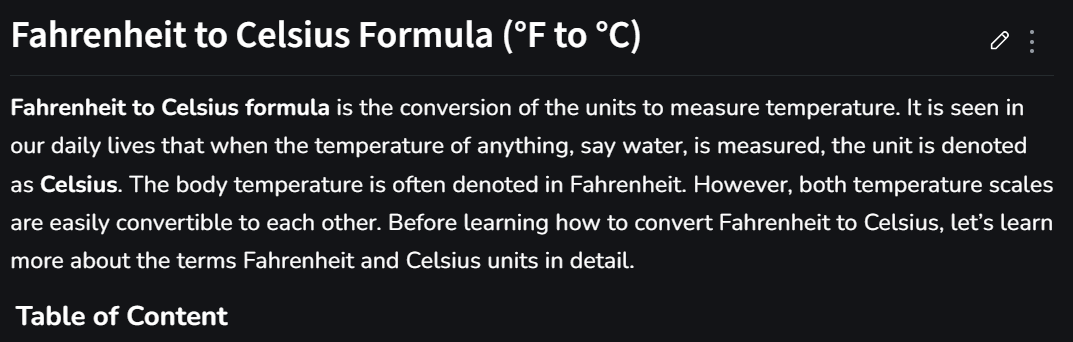 Fahrenheit to Celsius Formula (°F to °C)
Fahrenheit to Celsius formula is the conversion of the units to measure temperature. It is seen in
our daily lives that when the temperature of anything, say water, is measured, the unit is denoted
as Celsius. The body temperature is often denoted in Fahrenheit. However, both temperature scales
are easily convertible to each other. Before learning how to convert Fahrenheit to Celsius, let’s learn
more about the terms Fahrenheit and Celsius units in detail.
Table of Content